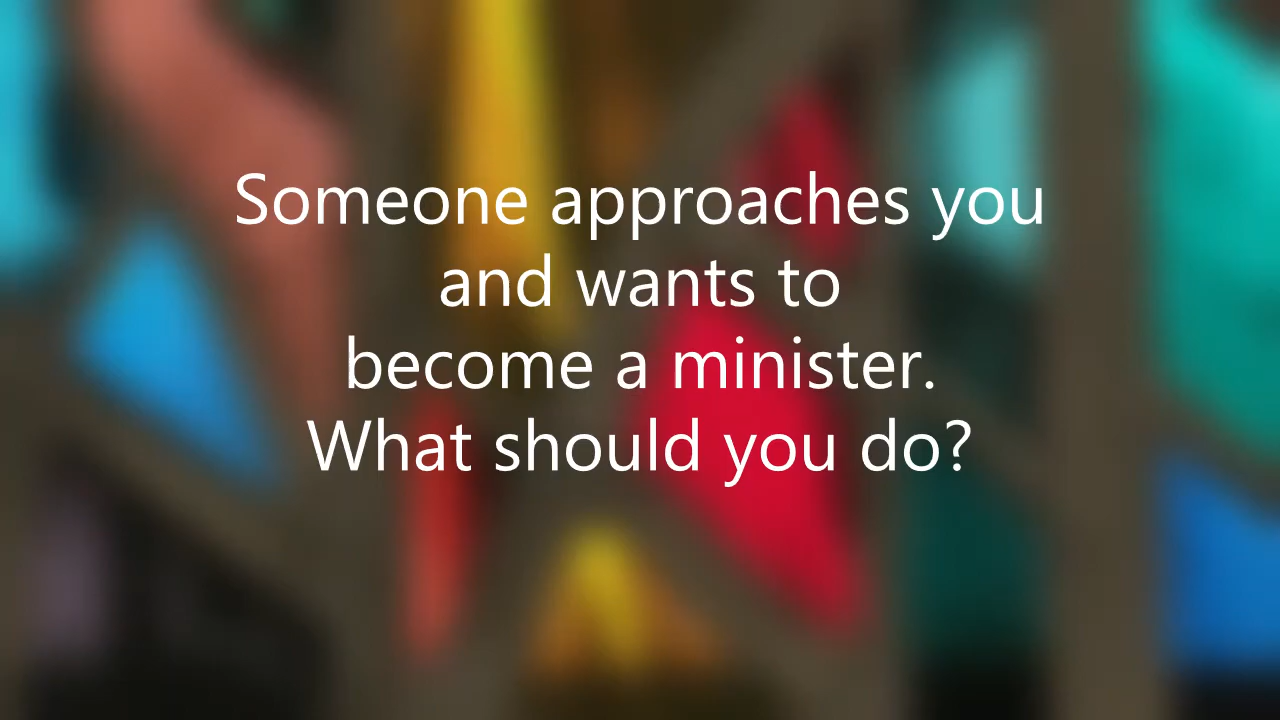 Someone approaches you
and wants to
become a minister.
What should you do?